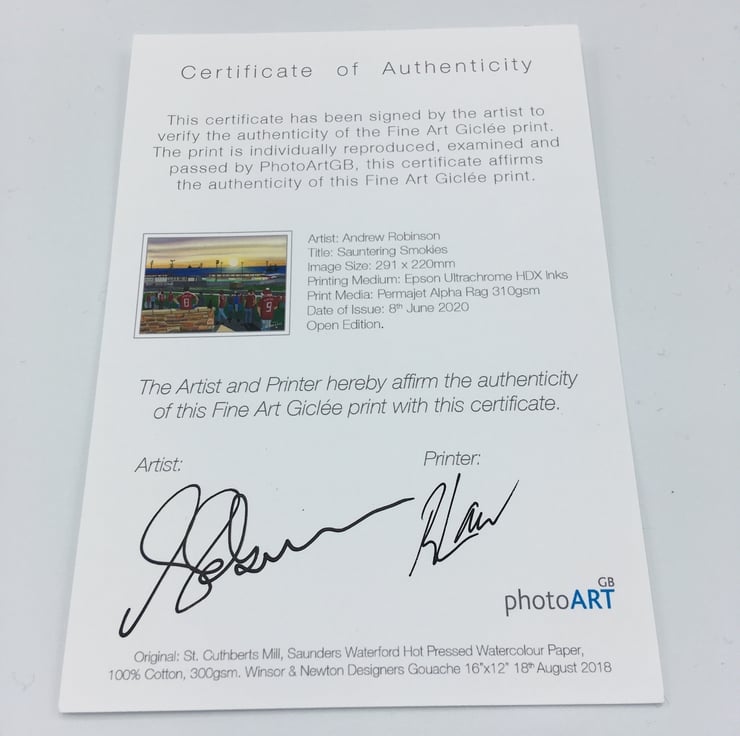 Certificate of Authenticity
This certificate has been signed by the artist to
verify the authenticity of the Fine Art Giclée print.
The print is individually reproduced, examined and
passed by PhotoArtGB, this certificate affirms
the authenticity of this Fine Art Giclée print.
Artist: Andrew Robinson
Title: Sauntering Smokies
Image Size: 291 x 220mm
Printing Medium: Epson Ultrachrome HDX Inks
Print Media: Permajet Alpha Rag 310gsm
Date of Issue: 8th June 2020
Open Edition.
6
9
The Artist and Printer hereby affirm the authenticity
of this Fine Art Giclée print with this certificate.
Artist:
Printer:
photoARTGB
Original: St. Cuthberts Mill, Saunders Waterford Hot Pressed Watercolour Paper,
100% Cotton, 300gsm. Winsor & Newton Designers Gouache 16"x12" 18th August 2018